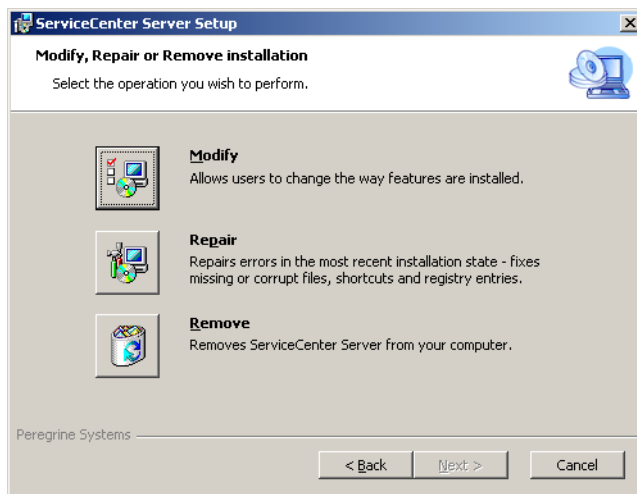 ServiceCenter Server Setup
Modify, Repair or Remove installation
Select the operation you wish to perform.
Modify
Allows users to change the way features are installed.
Repair
Repairs errors in the most recent installation state - fixes
missing or corrupt files, shortcuts and registry entries.
Remove
Removes ServiceCenter Server from your computer.
Peregrine Systems
< Back
Next >
Cancel